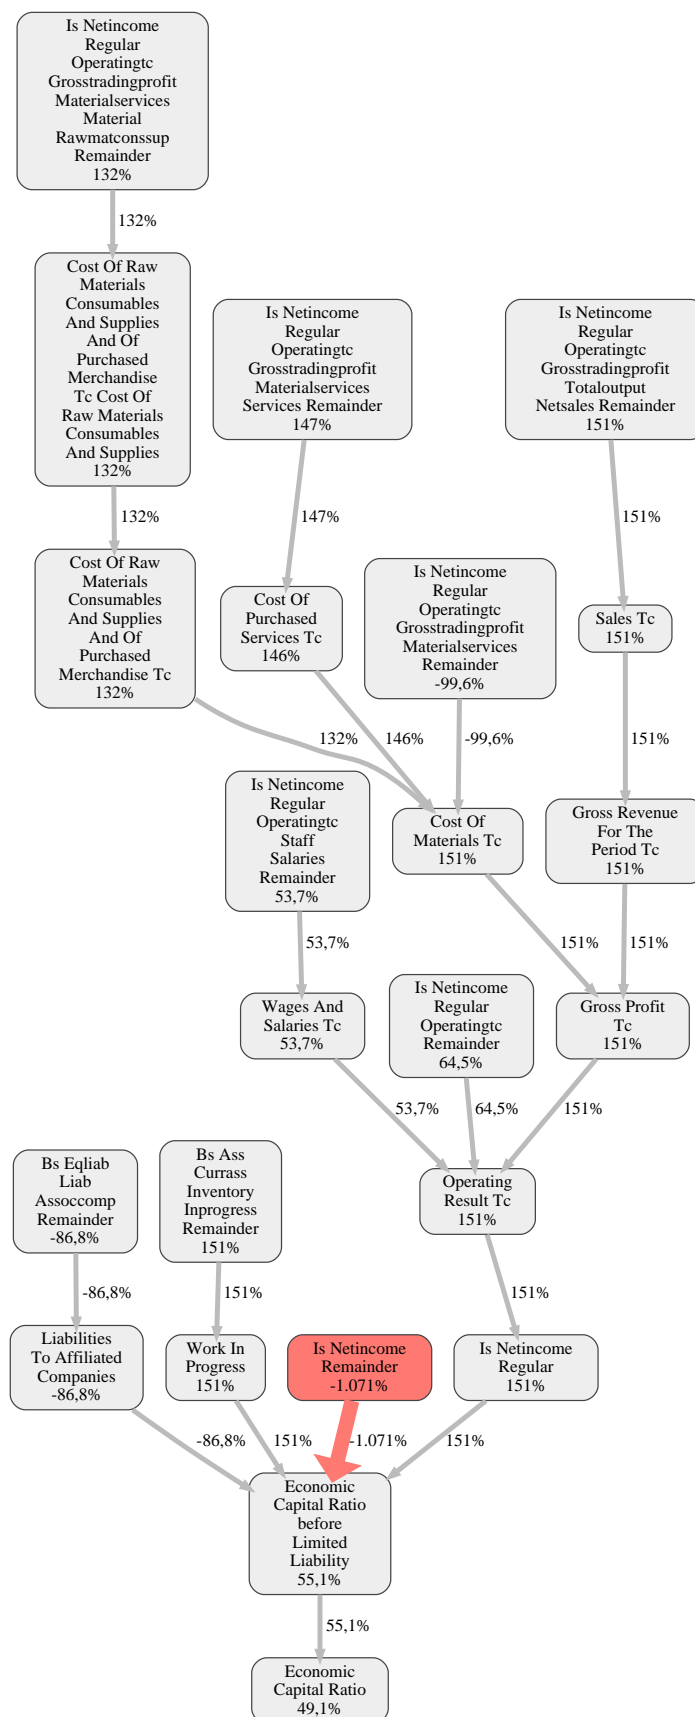 Is Netincome
Regular
Operatingtc
Grosstradingprofit
Materialservices
Material
Rawmatconssup
Remainder
132%
132%
Cost Of Raw
Materials
Consumables
And Supplies
And Of
Purchased
Merchandise
Tc Cost Of
Raw Materials
Consumables
And Supplies
132%
Is Netincome
Regular
Operatingtc
Grosstradingprofit
Materialservices
Services Remainder
147%
Is Netincome
Regular
Operatingtc
Grosstradingprofit
Totaloutput
Netsales Remainder
151%
132%
147%
151%
Cost Of Raw
Materials
Consumables
And Supplies
And Of
Purchased
Merchandise Tc
132%
Cost Of
Purchased
Services Tc
146%
Is Netincome
Regular
Operatingtc
Grosstradingprofit
Materialservices
Remainder
-99,6%
Sales Tc
151%
132%
146%
-99,6%
151%
Is Netincome
Regular
Operatingtc
Staff
Salaries
Remainder
53,7%
Cost Of
Materials Tc
151%
Gross Revenue
For The
Period Tc
151%
53,7%
151%
151%
Wages And
Salaries Tc
53,7%
Is Netincome
Regular
Operatingtc
Remainder
64,5%
Gross Profit
Tc
151%
53,7%
64,5%
151%
Bs Eqliab
Liab
Assoccomp
Remainder
-86,8%
Bs Ass
Currass
Inventory
Inprogress
Remainder
151%
Operating
Result Tc
151%
-86,8%
151%
151%
Liabilities
To Affiliated
Companies
-86,8%
Work In
Progress
151%
Is Netincome
Remainder
-1.071%
Is Netincome
Regular
151%
-86,8%
151%
-1.071%
151%
Economic
Capital Ratio
before
Limited
Liability
55,1%
55,1%
Economic
Capital Ratio
49,1%